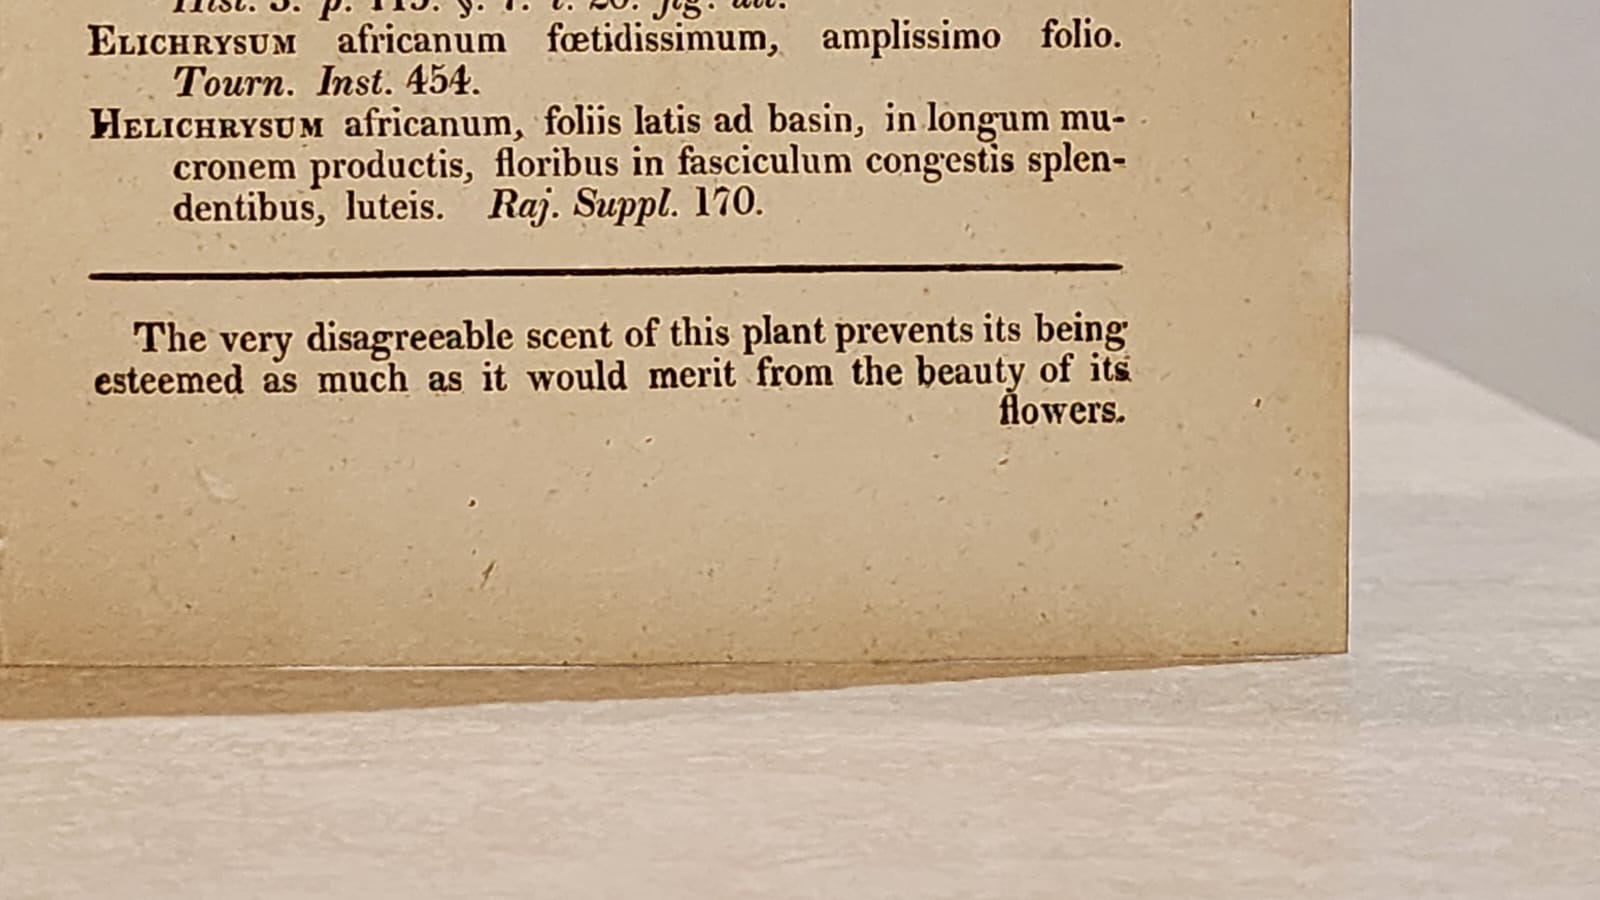 ELICHRYSUM africanum fœtidissimum, amplissimo folio.
Tourn. Inst. 454.
HELICHRYSUM africanum, foliis latis ad basin, in longum mu-
cronem productis, floribus in fasciculum congestis splen-
dentibus, luteis. Raj. Suppl. 170.
The very disagreeable scent of this plant prevents its being
esteemed as much as it would merit from the beauty of its
flowers.